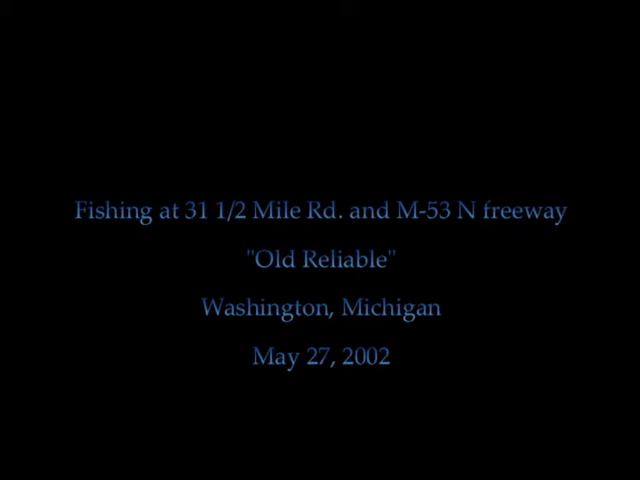 Fishing at 31 1/2 Mile Rd. and M-53 N freeway
"Old Reliable"
Washington, Michigan
May 27, 2002